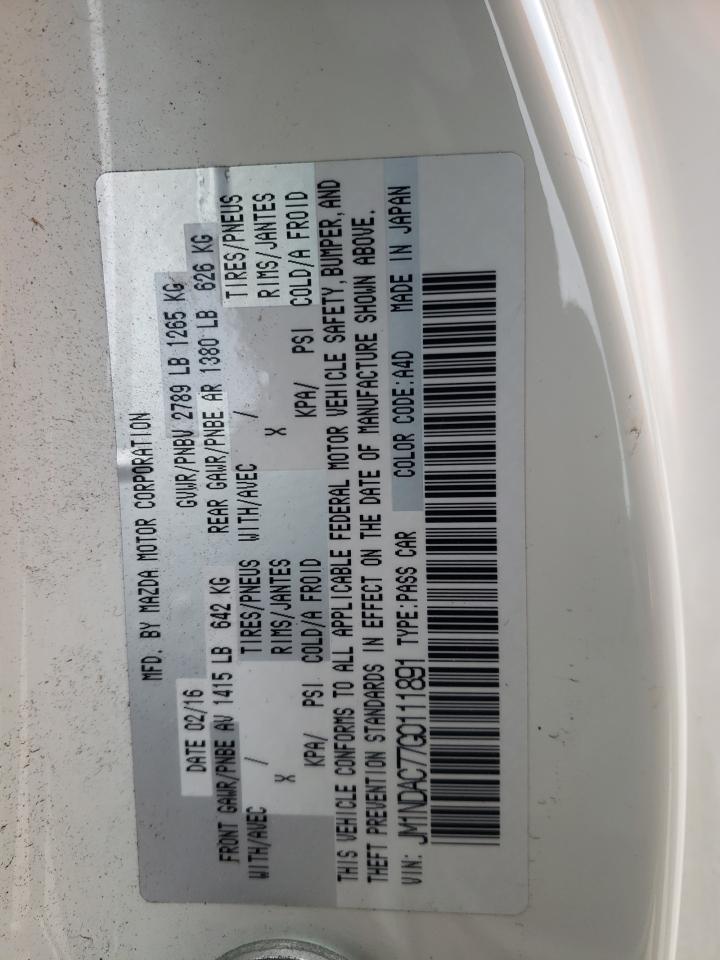 MFD. BY MAZDA MOTOR CORPORATION
DATE 02/16 GVWR/PNBV 2789 LB 1265 KG
FRONT GAWR/PNBE AV 1415 LB 642 KG REAR GAWR/PNBE AR 1380 LB 626 KG
WITH/AVEC / TIRES/PNEUS WITH/AVEC / TIRES/PNEUS
X RIMS/JANTES X RIMS/JANTES
KPA/ PSI COLD/A FROID KPA/ PSI COLD/A FROID
THIS VEHICLE CONFORMS TO ALL APPLICABLE FEDERAL MOTOR VEHICLE SAFETY, BUMPER, AND
THEFT PREVENTION STANDARDS IN EFFECT ON THE DATE OF MANUFACTURE SHOWN ABOVE.
VIN: JM1NDAC77G0111891 TYPE:PASS CAR COLOR CODE:A4D MADE IN JAPAN